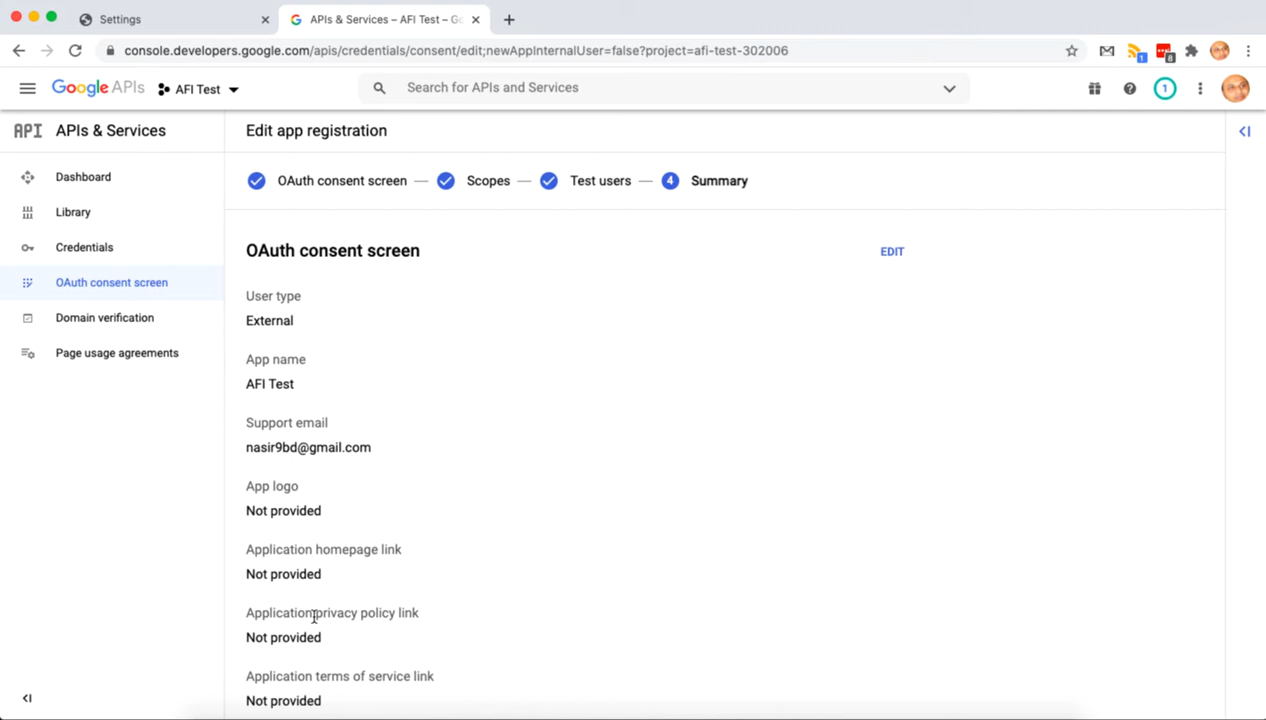 Settings
APIs & Services – AFI Test – Go
console.developers.google.com/apis/credentials/consent/edit;newAppInternalUser=false?project=afi-test-302006
1
8
Google APIs
AFI Test
Search for APIs and Services
1
API
APIs & Services
Edit app registration
Dashboard
Library
Credentials
OAuth consent screen
Domain verification
Page usage agreements
OAuth consent screen — Scopes — Test users — 4 Summary
OAuth consent screen
EDIT
User type
External
App name
AFI Test
Support email
nasir9bd@gmail.com
App logo
Not provided
Application homepage link
Not provided
Application privacy policy link
Not provided
Application terms of service link
Not provided